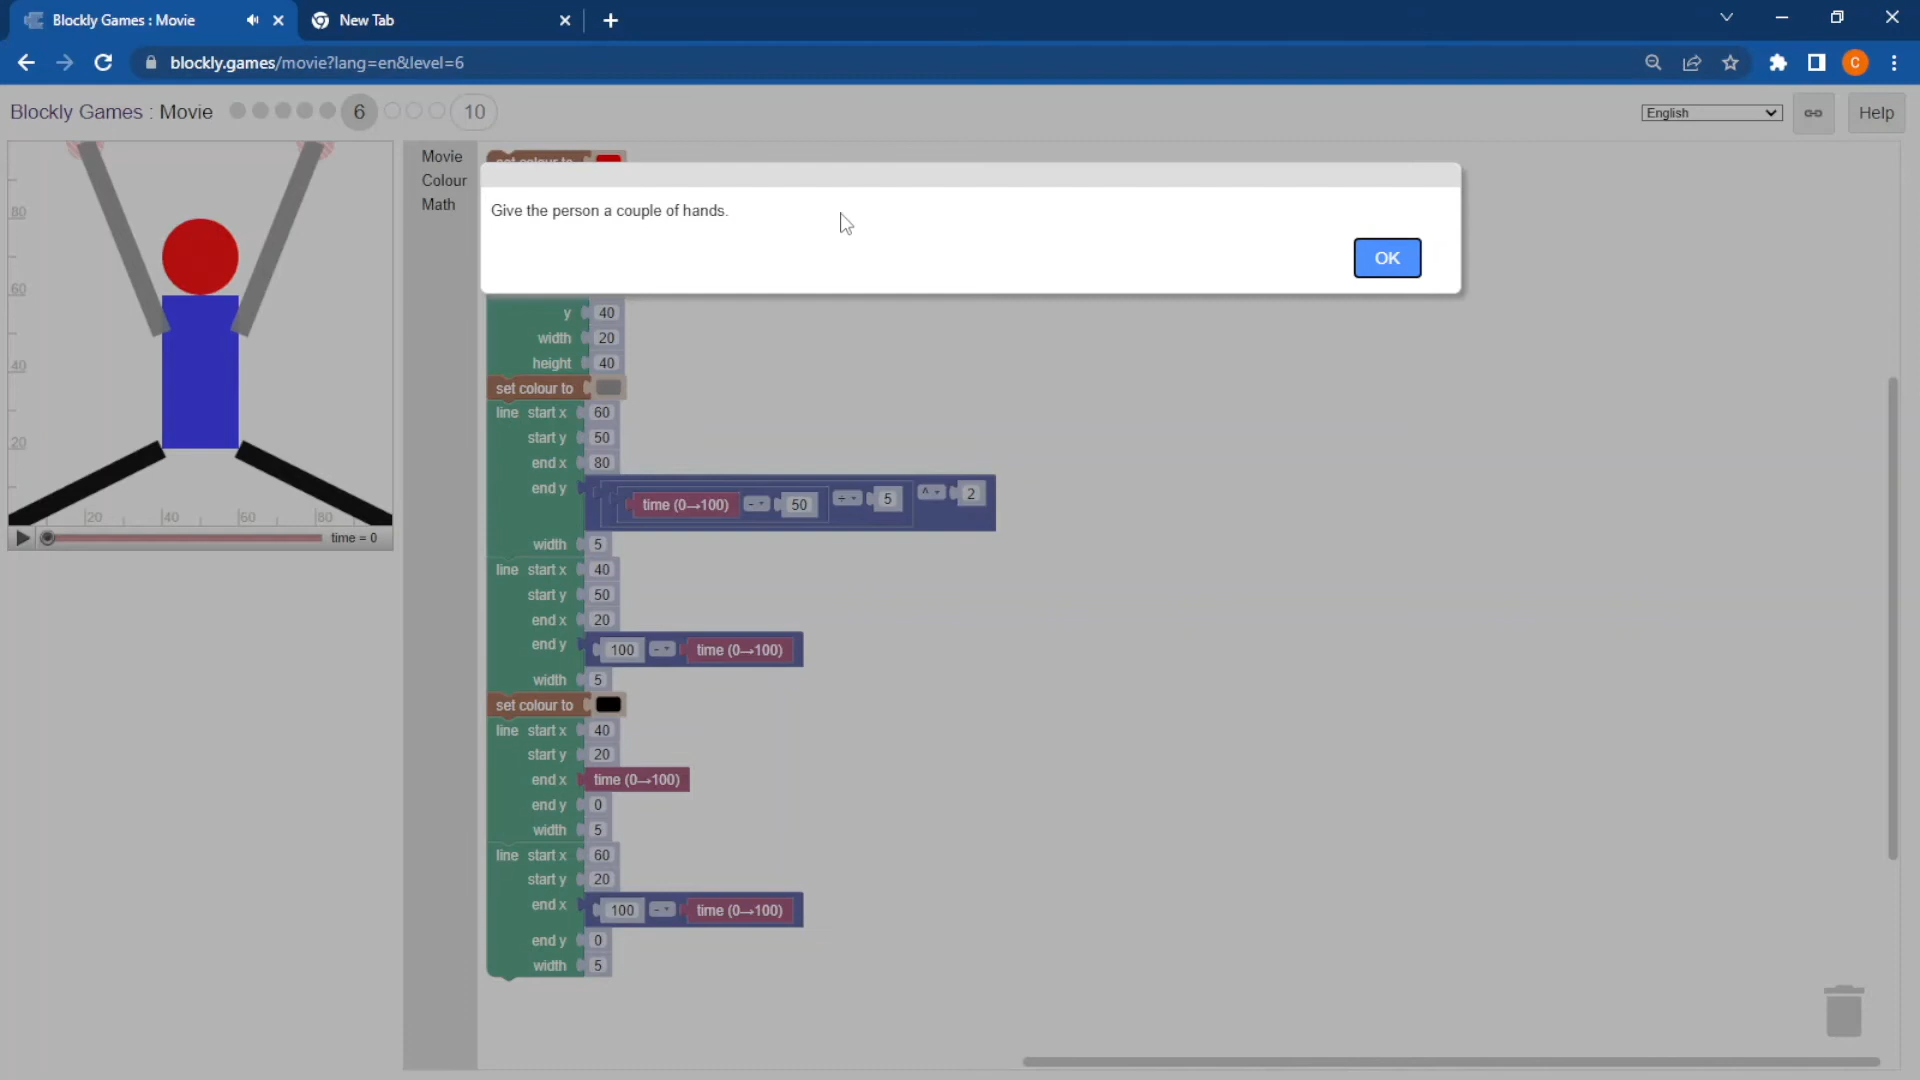 Blockly Games : Movie
New Tab
blockly.games/movie?lang=en&level=6
C
Blockly Games : Movie
6
10
English
Help
Movie
Colour
Math
Give the person a couple of hands.
OK
80
60
40
20
20
40
60
80
time = 0
y 40
width 20
height 40
set colour to
line start x 60
start y 50
end x 80
end y time (0→100) - 50 ÷ 5 ^ 2
width 5
line start x 40
start y 50
end x 20
end y 100 - time (0→100)
width 5
set colour to
line start x 40
start y 20
end x time (0→100)
end y 0
width 5
line start x 60
start y 20
end x 100 - time (0→100)
end y 0
width 5